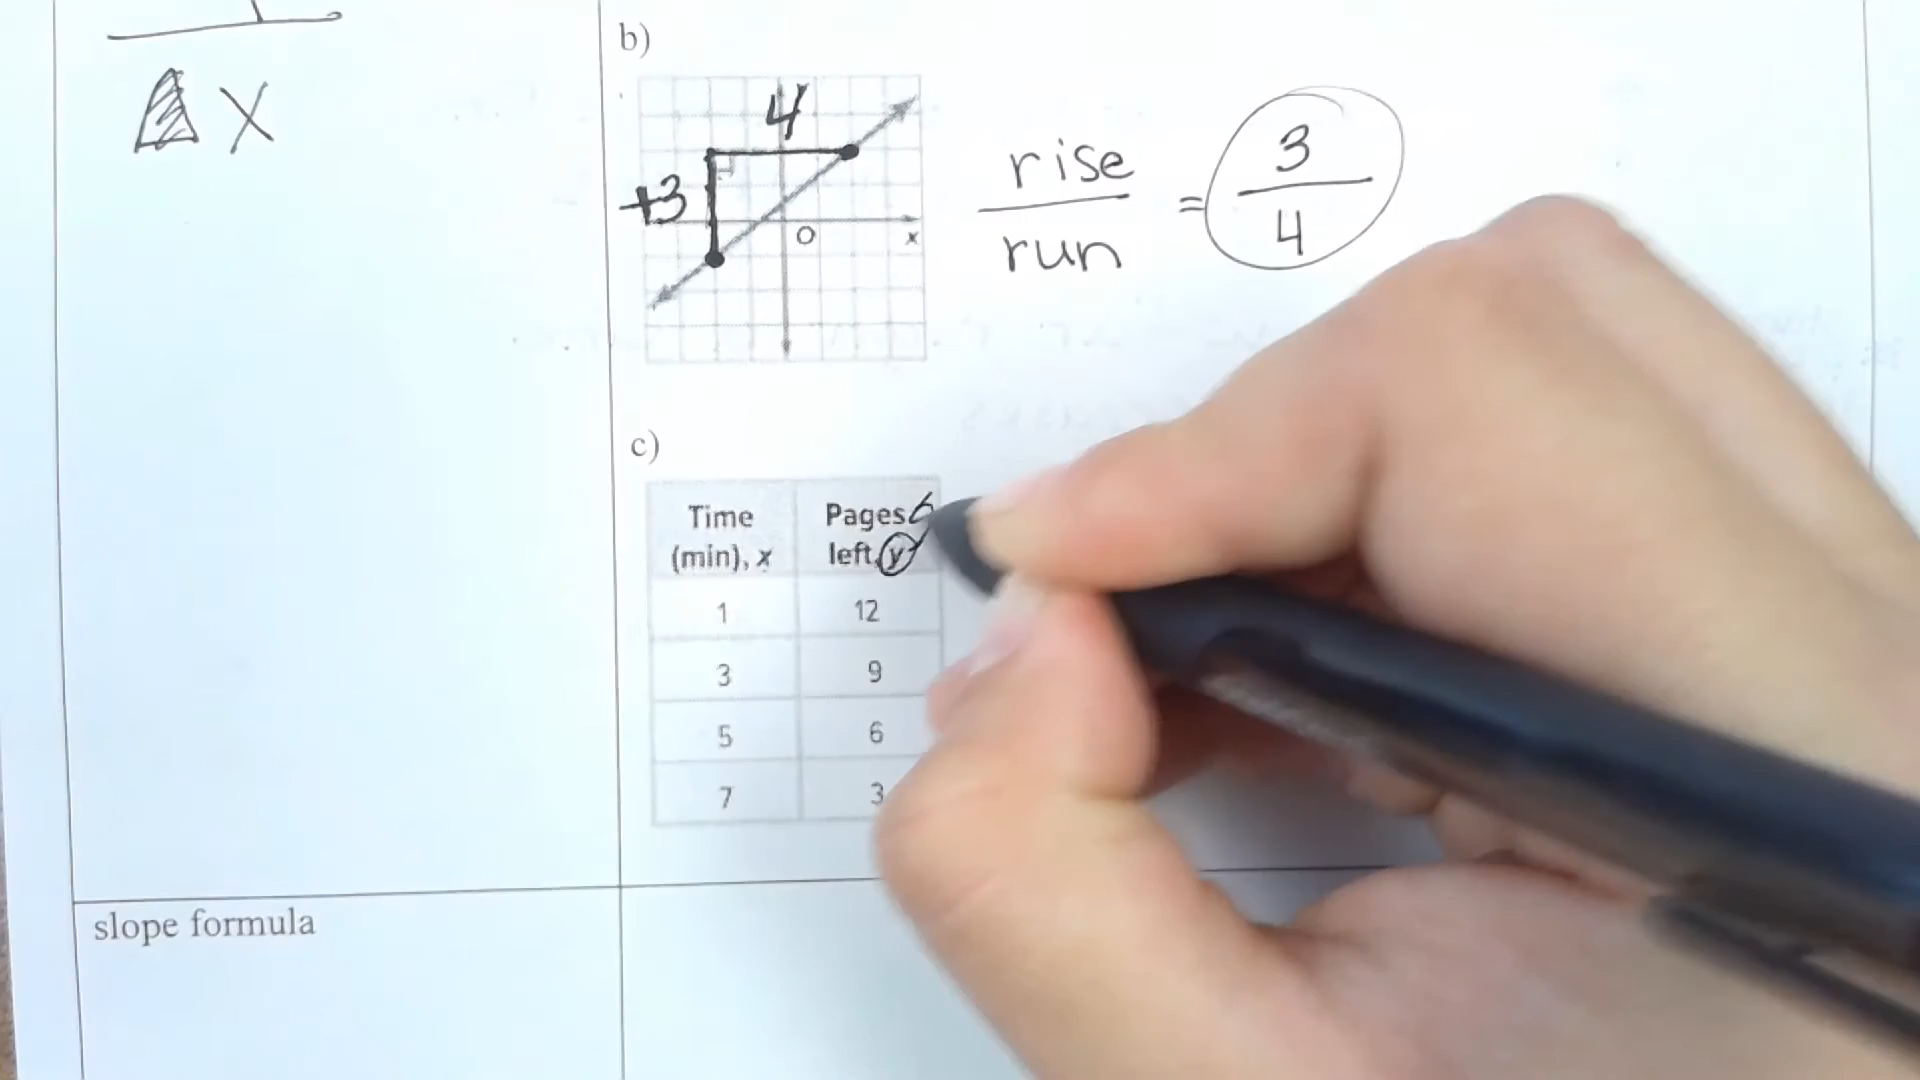 Δ X
b)
4
+3
O
x
rise
run
=
3
4
c)
Time
(min), x
Pages
left, y
1 12
3 9
5 6
7 3
slope formula